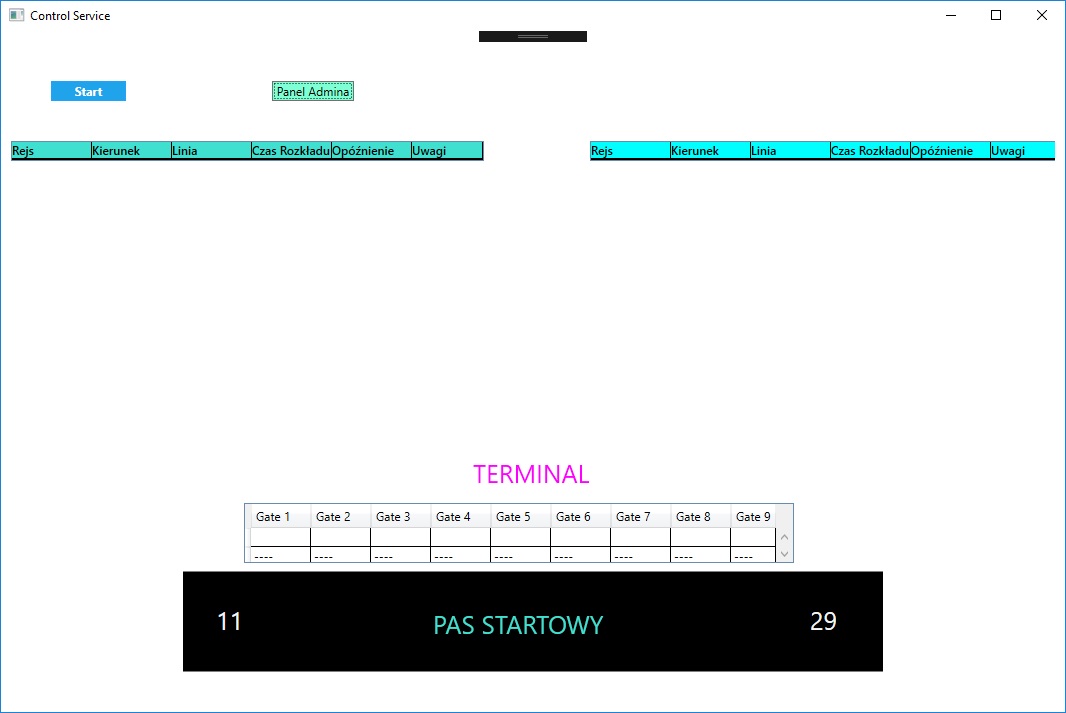 Control Service
Start Panel Admina
Rejs Kierunek Linia Czas Rozkładu Opóźnienie Uwagi Rejs Kierunek Linia Czas Rozkładu Opóźnienie Uwagi
TERMINAL
Gate 1 Gate 2 Gate 3 Gate 4 Gate 5 Gate 6 Gate 7 Gate 8 Gate 9
---- ---- ---- ---- ---- ---- ---- ---- ----
11 PAS STARTOWY 29